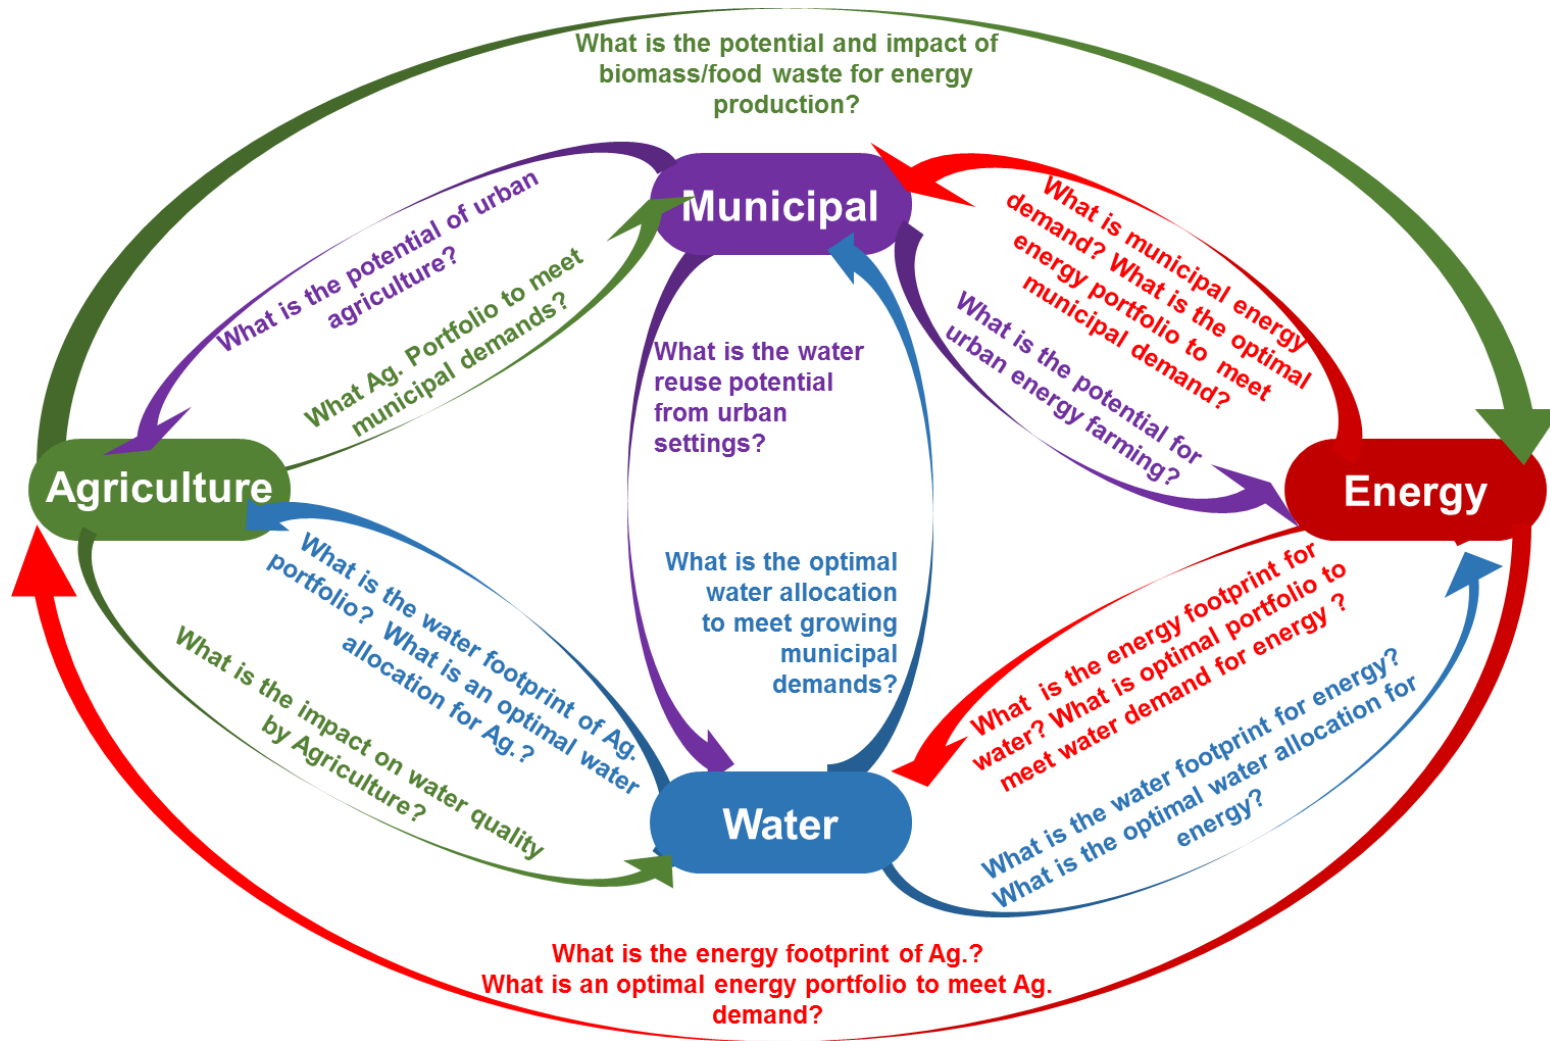 What is the potential and impact of
biomass/food waste for energy
production?
Municipal
What is the potential of urban
agriculture?
What Ag. Portfolio to meet
municipal demands?
What is municipal energy
demand? What is the optimal
energy portfolio to meet
municipal demand?
What is the potential for
urban energy farming?
What is the water
reuse potential
from urban
settings?
Agriculture
Energy
What is the optimal
water allocation
to meet growing
municipal
demands?
What is the water footprint of Ag.
portfolio? What is an optimal water
allocation for Ag.?
What is the impact on water quality
by Agriculture?
What is the energy footprint for
water? What is optimal portfolio to
meet water demand for energy ?
What is the water footprint for energy?
What is the optimal water allocation for
energy?
Water
What is the energy footprint of Ag.?
What is an optimal energy portfolio to meet Ag.
demand?